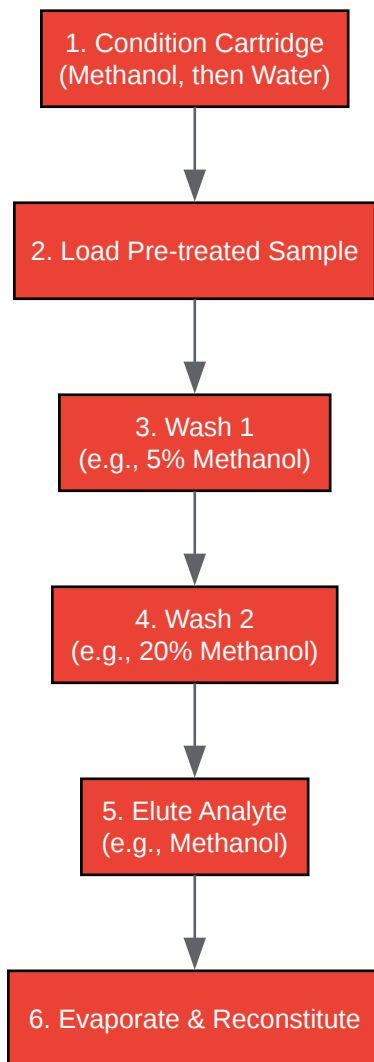 1. Condition Cartridge
(Methanol, then Water)
2. Load Pre-treated Sample
3. Wash 1
(e.g., 5% Methanol)
4. Wash 2
(e.g., 20% Methanol)
5. Elute Analyte
(e.g., Methanol)
6. Evaporate & Reconstitute